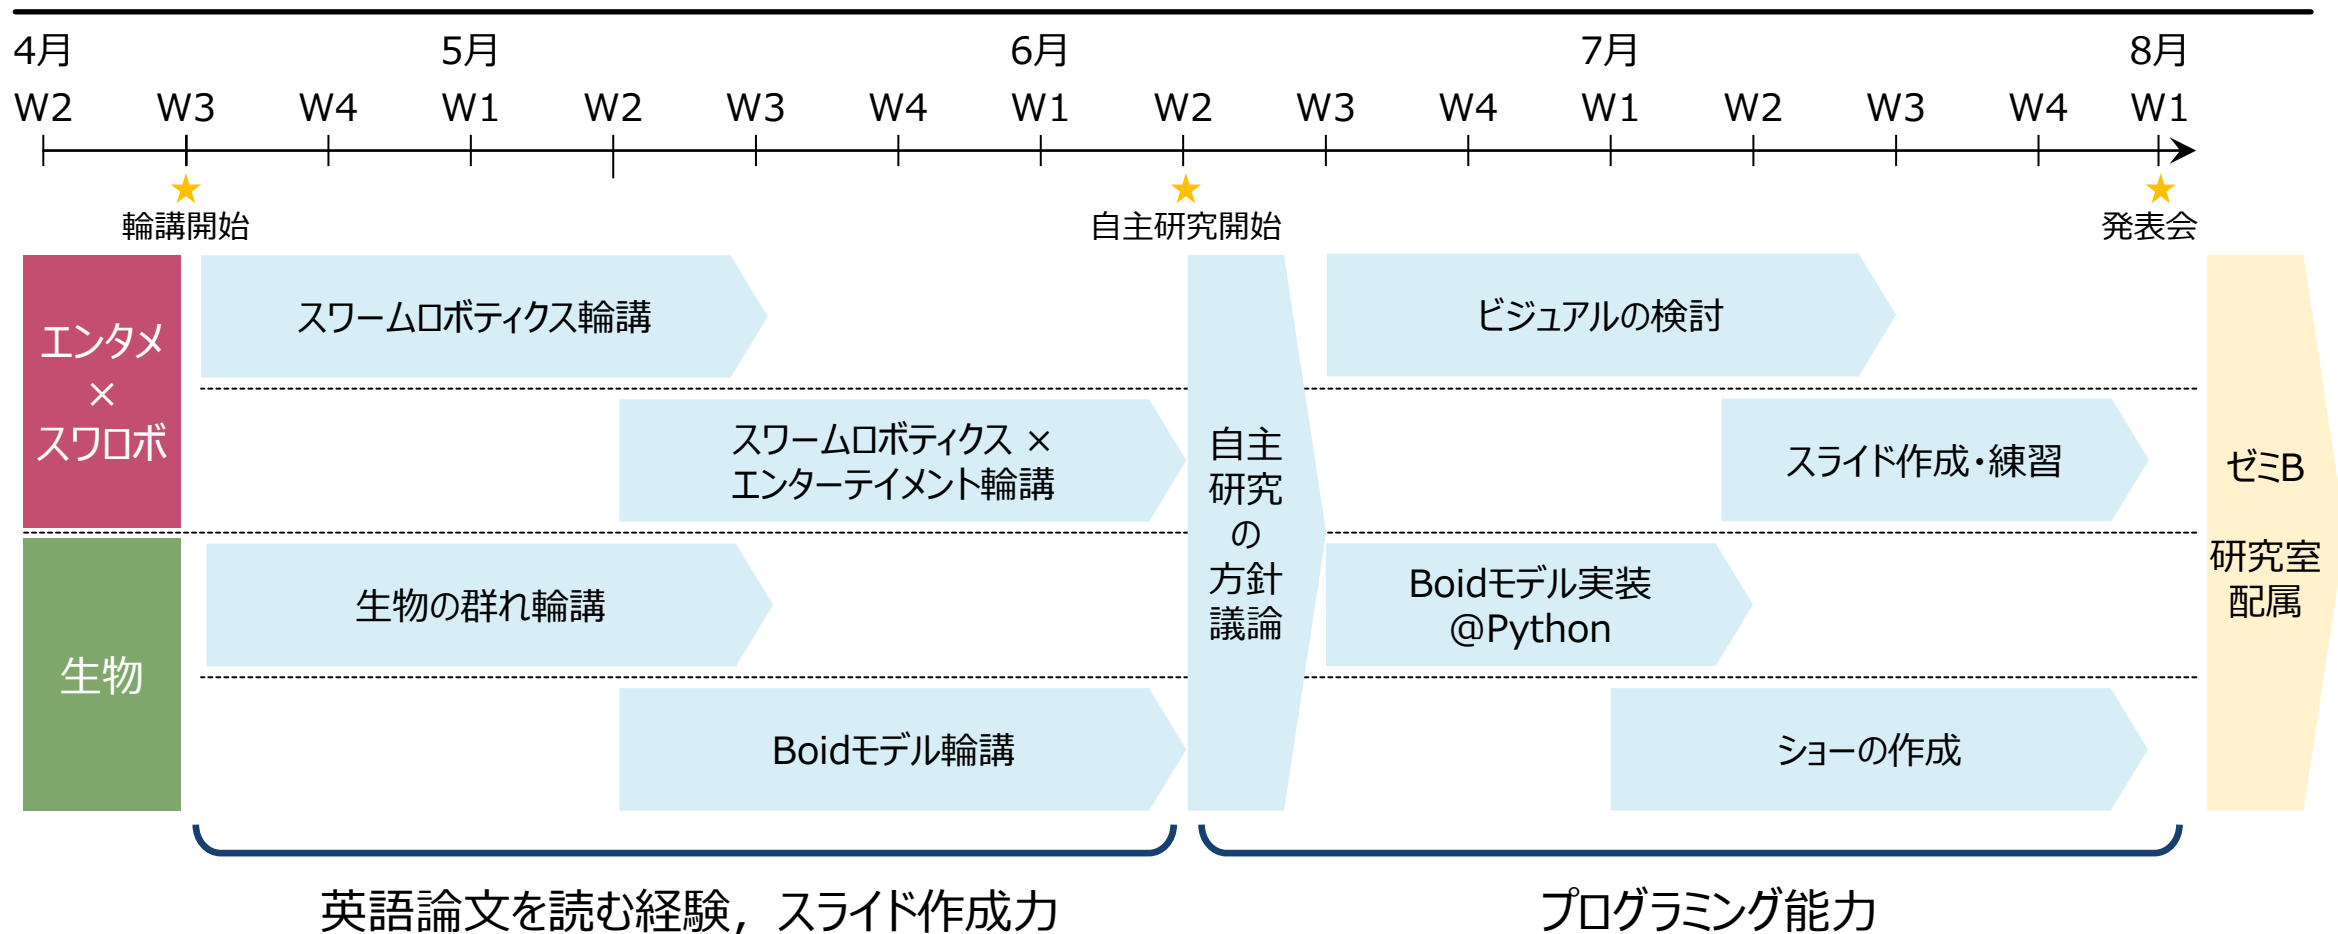 4月 5月 6月 7月 8月
W2 W3 W4 W1 W2 W3 W4 W1 W2 W3 W4 W1 W2 W3 W4 W1
輪講開始
自主研究開始
発表会
エンタメ
×
スワロボ
スワームロボティクス輪講
スワームロボティクス ×
エンターテイメント輪講
生物
生物の群れ輪講
Boidモデル輪講
自主
研究
の
方針
議論
ビジュアルの検討
スライド作成・練習
Boidモデル実装
@Python
ショーの作成
ゼミB
研究室
配属
英語論文を読む経験，スライド作成力
プログラミング能力